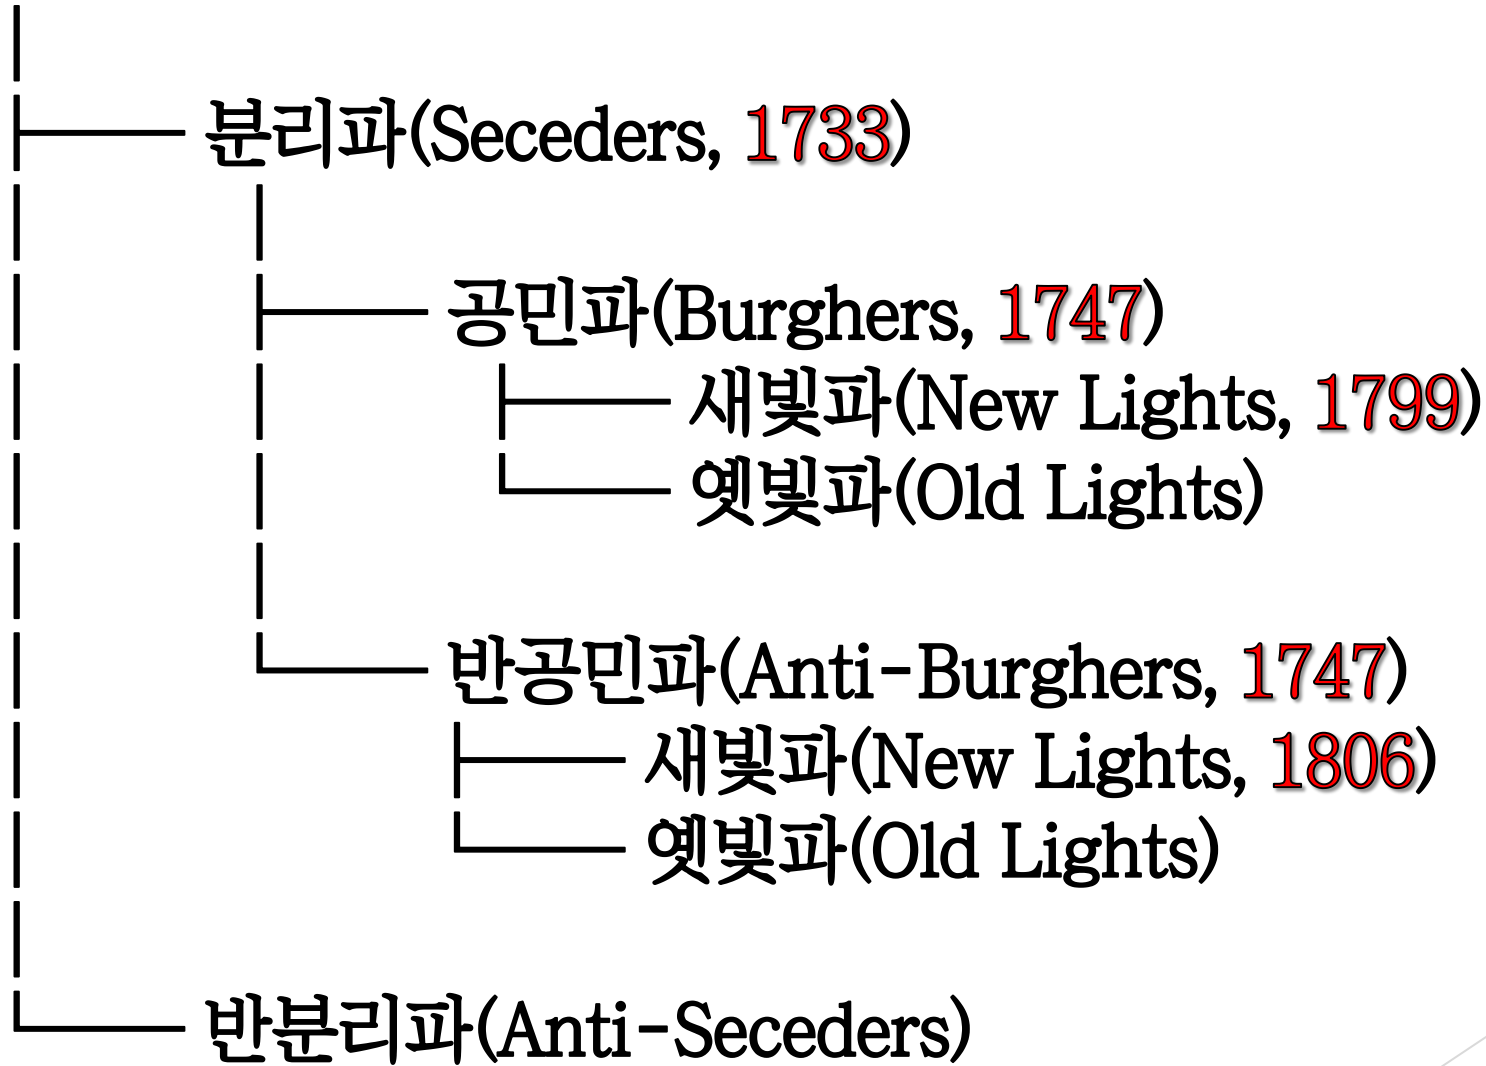 분리파(Seceders, 1733)
공민파(Burghers, 1747)
새빛파(New Lights, 1799)
옛빛파(Old Lights)
반공민파(Anti-Burghers, 1747)
새빛파(New Lights, 1806)
옛빛파(Old Lights)
반분리파(Anti-Seceders)